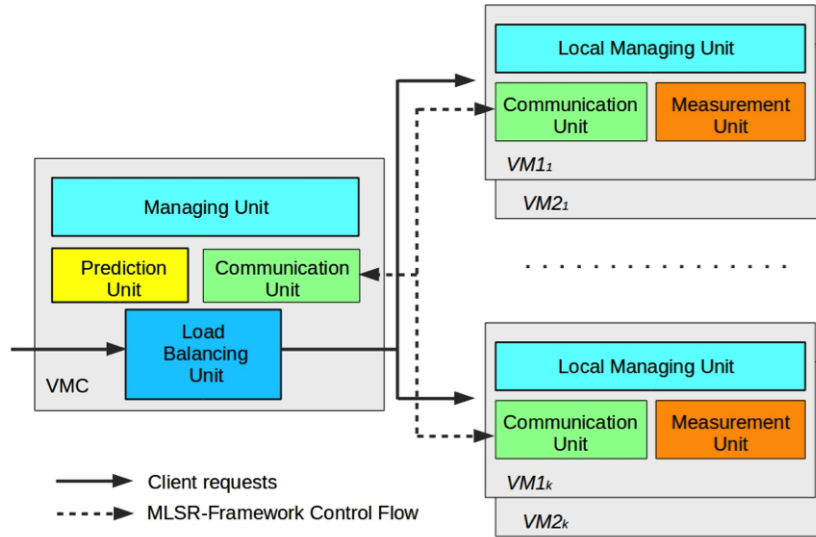 Local Managing Unit
Communication
Unit
Measurement
Unit
VM1₁
VM2₁
Managing Unit
Prediction
Unit
Communication
Unit
Load
Balancing
Unit
VMC
. . . . . . . . . . . . . . . .
Local Managing Unit
Communication
Unit
Measurement
Unit
VM1ₖ
VM2ₖ
Client requests
MLSR-Framework Control Flow